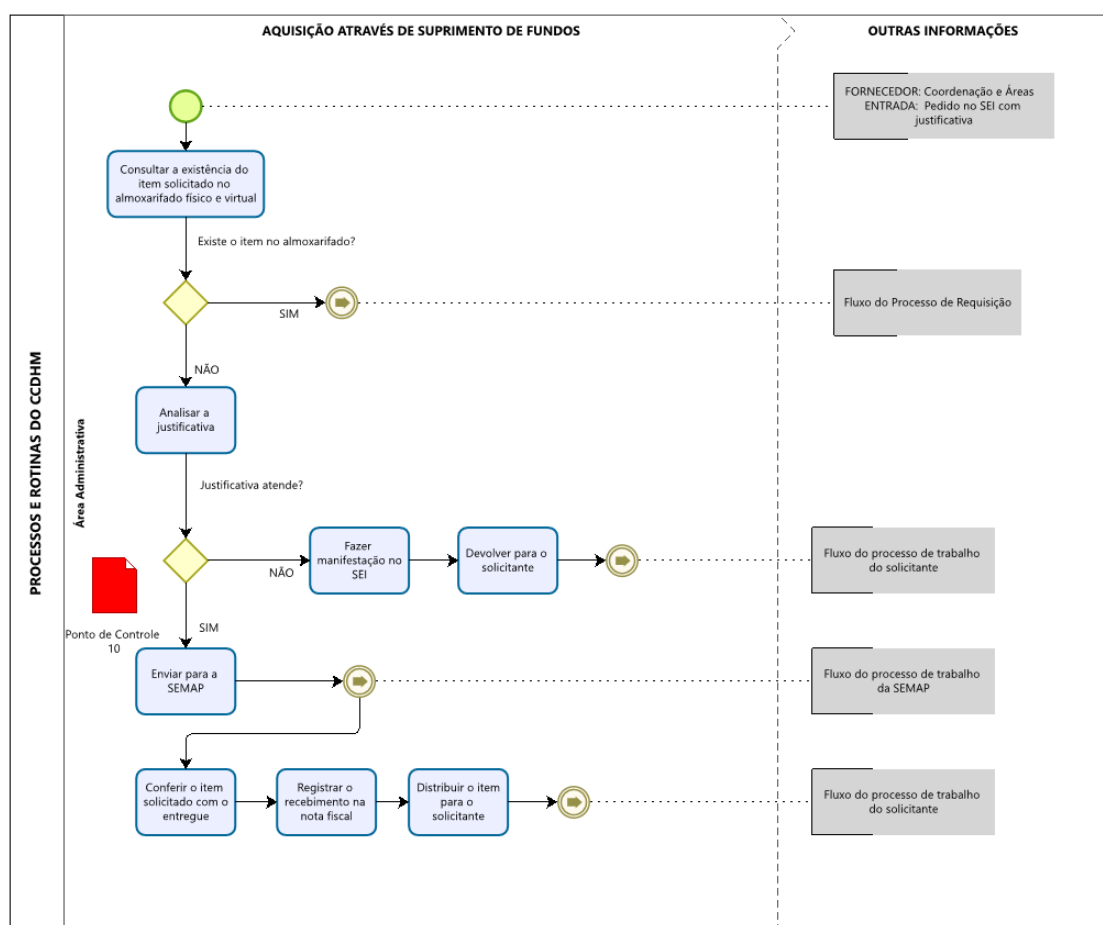 AQUISIÇÃO ATRAVÉS DE SUPRIMENTO DE FUNDOS
OUTRAS INFORMAÇÕES
PROCESSOS E ROTINAS DO CCDHM
Área Administrativa
FORNECEDOR: Coordenação e Áreas
ENTRADA: Pedido no SEI com
justificativa
Consultar a existência do
item solicitado no
almoxarifado físico e virtual
Existe o item no almoxarifado?
SIM
Fluxo do Processo de Requisição
NÃO
Analisar a
justificativa
Justificativa atende?
NÃO
Fazer
manifestação no
SEI
Devolver para o
solicitante
Fluxo do processo de trabalho
do solicitante
Ponto de Controle
10
SIM
Enviar para a
SEMAP
Fluxo do processo de trabalho
da SEMAP
Conferir o item
solicitado com o
entregue
Registrar o
recebimento na
nota fiscal
Distribuir o item
para o
solicitante
Fluxo do processo de trabalho
do solicitante